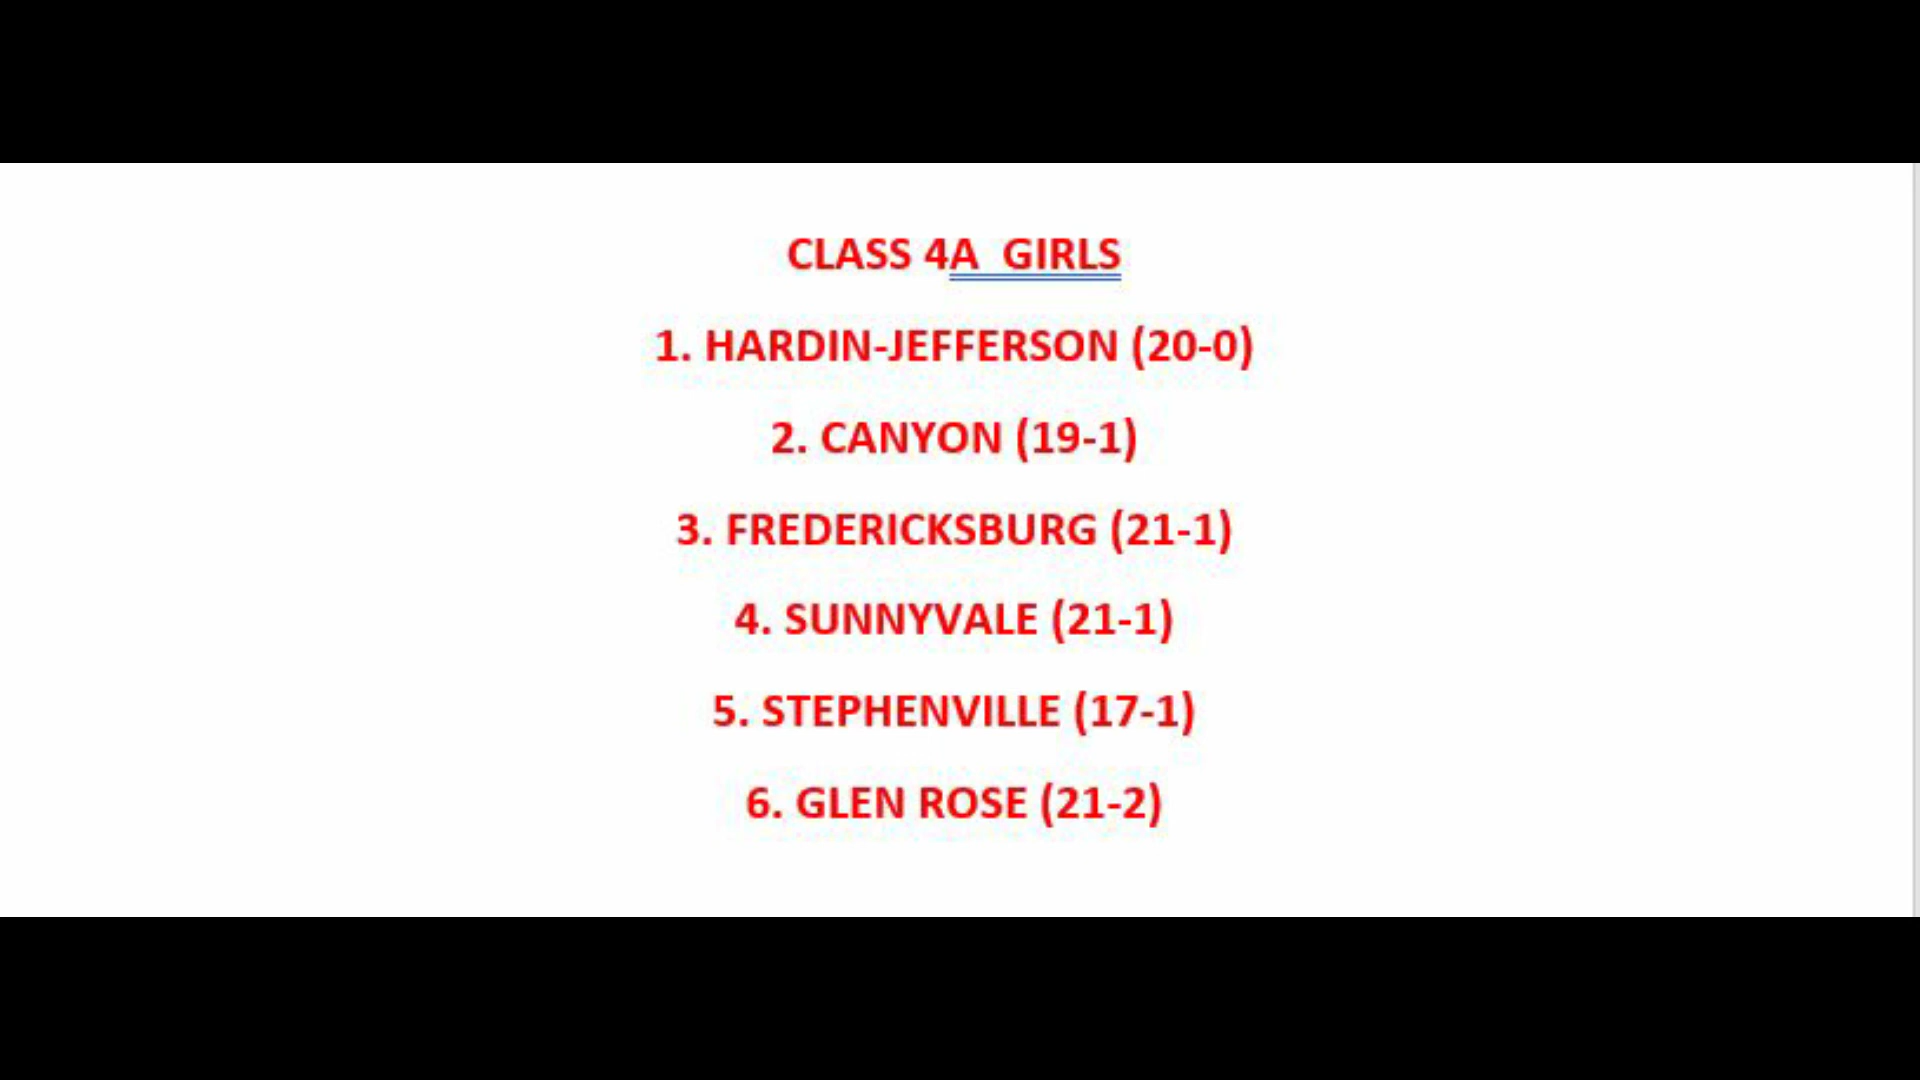 CLASS 4A  GIRLS
1. HARDIN-JEFFERSON (20-0)
2. CANYON (19-1)
3. FREDERICKSBURG (21-1)
4. SUNNYVALE (21-1)
5. STEPHENVILLE (17-1)
6. GLEN ROSE (21-2)